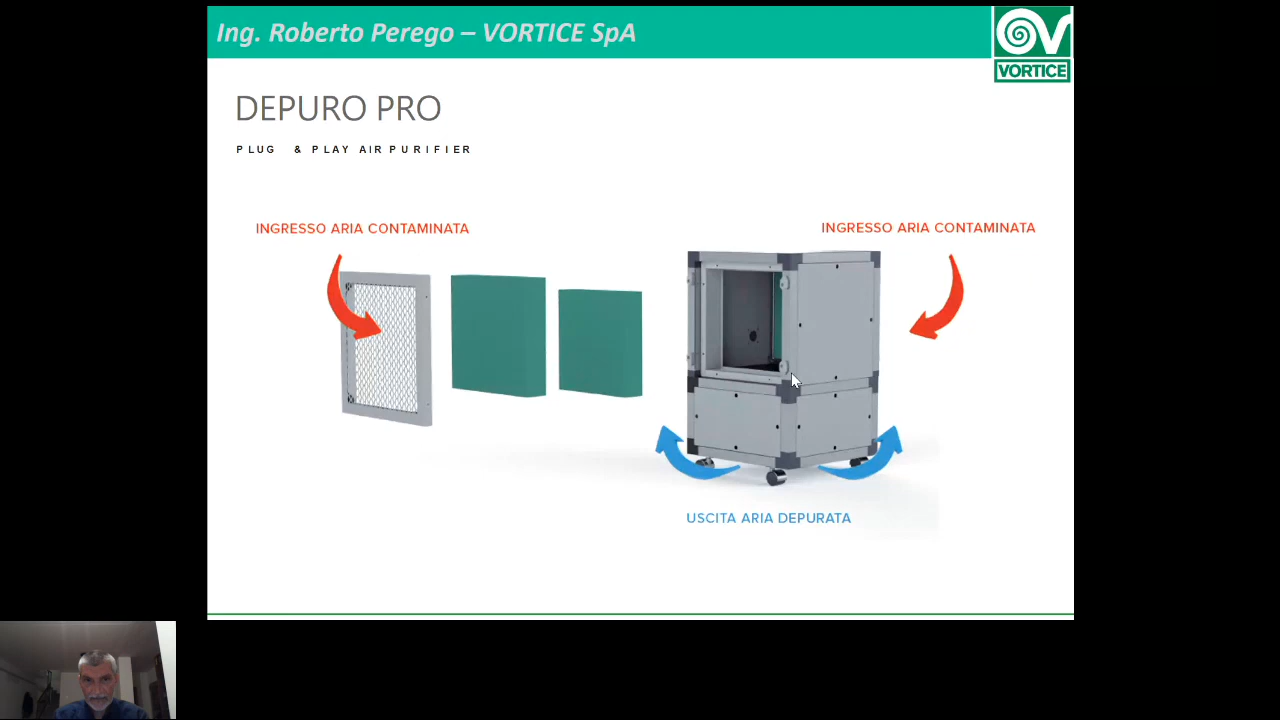 Ing. Roberto Perego – VORTICE SpA
VORTICE
DEPURO PRO
PLUG & PLAY AIR PURIFIER
INGRESSO ARIA CONTAMINATA
INGRESSO ARIA CONTAMINATA
USCITA ARIA DEPURATA